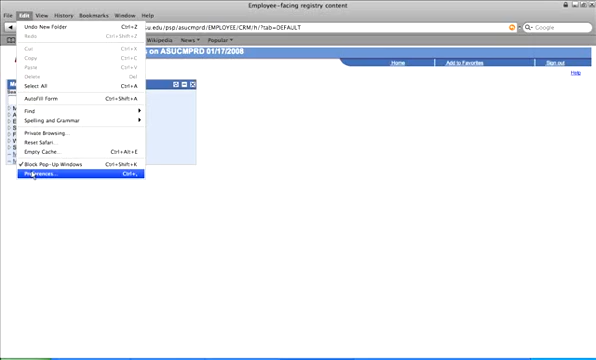 Employee-facing registry content
File Edit View History Bookmarks Window Help
su.edu/psp/asucmprd/EMPLOYEE/CRM/h/?tab=DEFAULT
Google
Wikipedia News Popular
Undo New Folder Ctrl+Z
Redo Ctrl+Shift+Z
Cut Ctrl+X
Copy Ctrl+C
Paste Ctrl+V
Delete Del
Select All Ctrl+A
AutoFill Form Ctrl+Shift+A
Find
Spelling and Grammar
Private Browsing...
Reset Safari...
Empty Cache... Ctrl+Alt+E
Block Pop-Up Windows Ctrl+Shift+K
Preferences... Ctrl+,
on ASUCMPRD 01/17/2008
Home Add to Favorites Sign out
Help